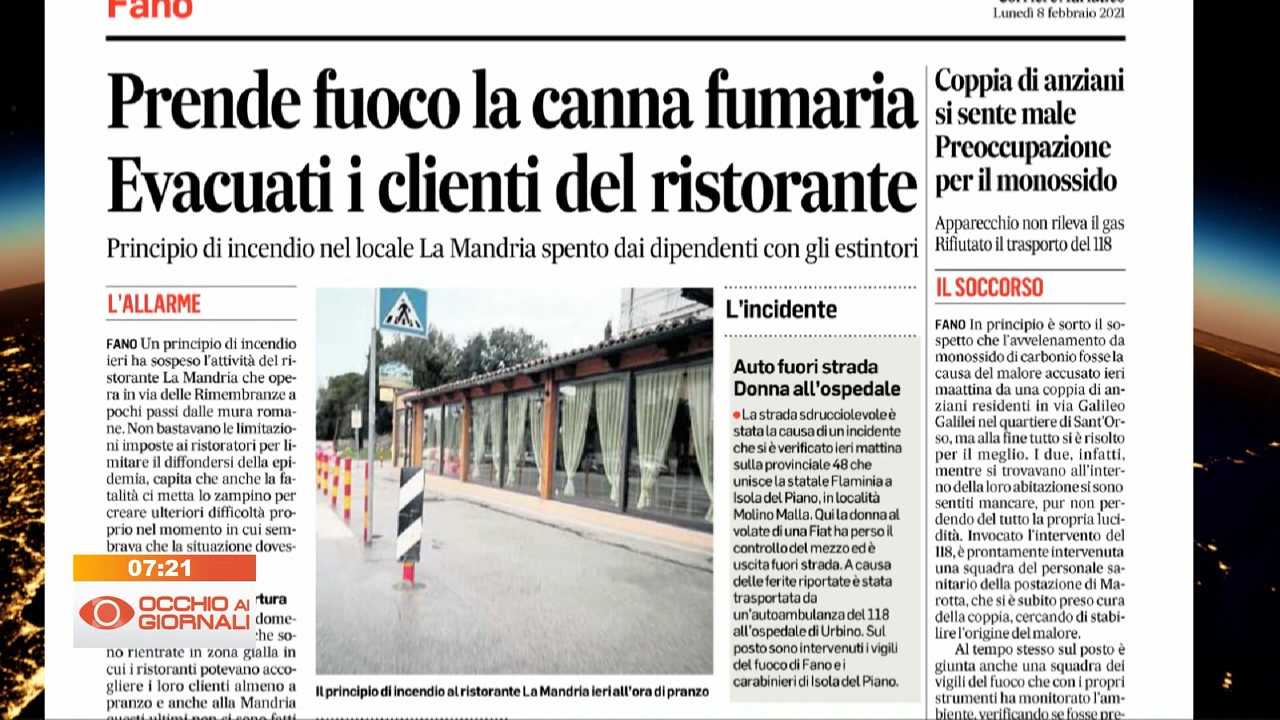 Fano
Lunedì 8 febbraio 2021
Prende fuoco la canna fumaria
Evacuati i clienti del ristorante
Principio di incendio nel locale La Mandria spento dai dipendenti con gli estintori
L'ALLARME
FANO Un principio di incendio
ieri ha sospeso l'attività del ri-
storante La Mandria che ope-
ra in via delle Rimembranze a
pochi passi dalle mura roma-
ne. Non bastavano le limitazio-
ni imposte ai ristoratori per li-
mitare il diffondersi della epi-
demia, capita che anche la fa-
talità ci metta lo zampino per
creare ulteriori difficoltà pro-
prio nel momento in cui sem-
brava che la situazione doves-
rtura
dome-
che so-
no rientrate in zona gialla in
cui i ristoranti potevano acco-
gliere i loro clienti almeno a
pranzo e anche alla Mandria
questi ultimi non si sono fatti
07:21
OCCHIO AI
GIORNALI
Il principio di incendio al ristorante La Mandria ieri all'ora di pranzo
L'incidente
Auto fuori strada
Donna all'ospedale
• La strada sdrucciolevole è
stata la causa di un incidente
che si è verificato ieri mattina
sulla provinciale 48 che
unisce la statale Flaminia a
Isola del Piano, in località
Molino Malla. Qui la donna al
volate di una Fiat ha perso il
controllo del mezzo ed è
uscita fuori strada. A causa
delle ferite riportate è stata
trasportata da
un'autoambulanza del 118
all'ospedale di Urbino. Sul
posto sono intervenuti i vigili
del fuoco di Fano e i
carabinieri di Isola del Piano.
Coppia di anziani
si sente male
Preoccupazione
per il monossido
Apparecchio non rileva il gas
Rifiutato il trasporto del 118
IL SOCCORSO
FANO In principio è sorto il so-
spetto che l'avvelenamento da
monossido di carbonio fosse la
causa del malore accusato ieri
maattina da una coppia di an-
ziani residenti in via Galileo
Galilei nel quartiere di Sant'Or-
so, ma alla fine tutto si è risolto
per il meglio. I due, infatti,
mentre si trovavano all'inter-
no della loro abitazione si sono
sentiti mancare, pur non per-
dendo del tutto la propria luci-
dità. Invocato l'intervento del
118, è prontamente intervenuta
una squadra del personale sa-
nitario della postazione di Ma-
rotta, che si è subito preso cura
della coppia, cercando di stabi-
lire l'origine del malore.
Al tempo stesso sul posto è
giunta anche una squadra dei
vigili del fuoco che con i propri
strumenti ha monitorato l'am-
biente, verificando se fosse pre-